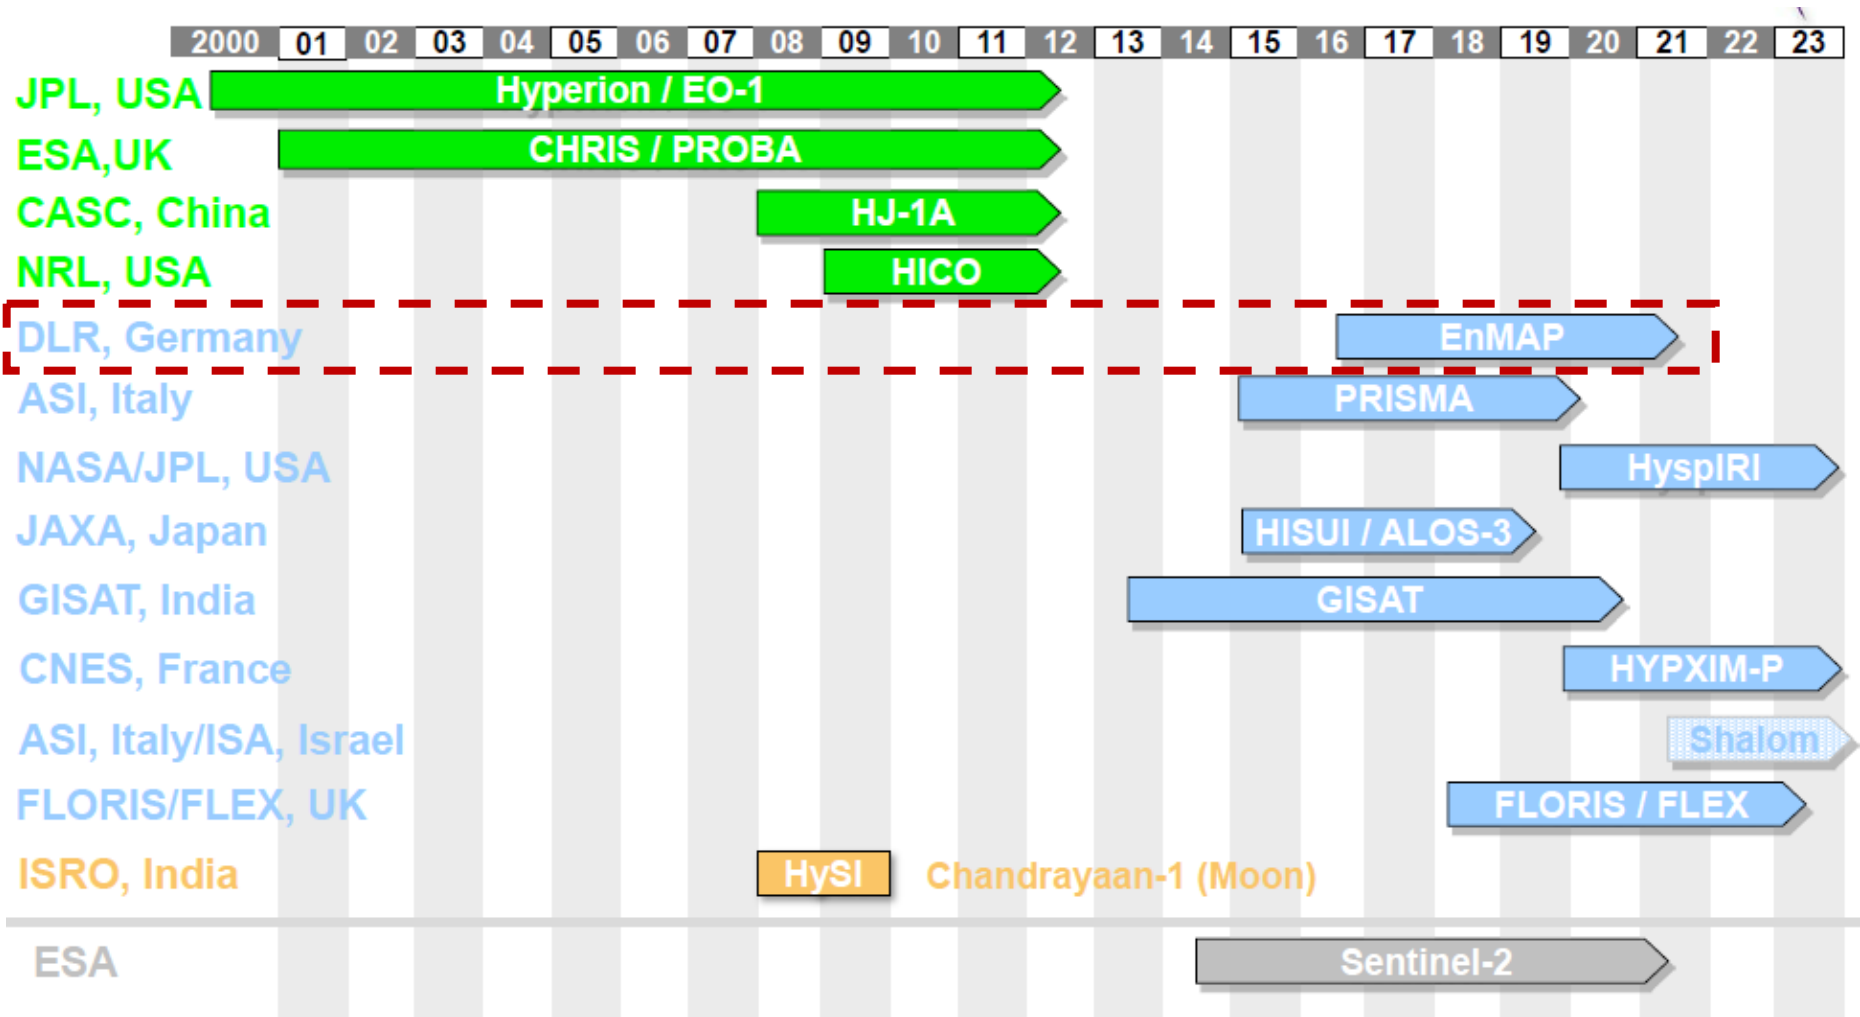 2000 01 02 03 04 05 06 07 08 09 10 11 12 13 14 15 16 17 18 19 20 21 22 23
JPL, USA Hyperion / EO-1
ESA,UK CHRIS / PROBA
CASC, China HJ-1A
NRL, USA HICO
DLR, Germany EnMAP
ASI, Italy PRISMA
NASA/JPL, USA HyspIRI
JAXA, Japan HISUI / ALOS-3
GISAT, India GISAT
CNES, France HYPXIM-P
ASI, Italy/ISA, Israel Shalom
FLORIS/FLEX, UK FLORIS / FLEX
ISRO, India HySI Chandrayaan-1 (Moon)
ESA Sentinel-2